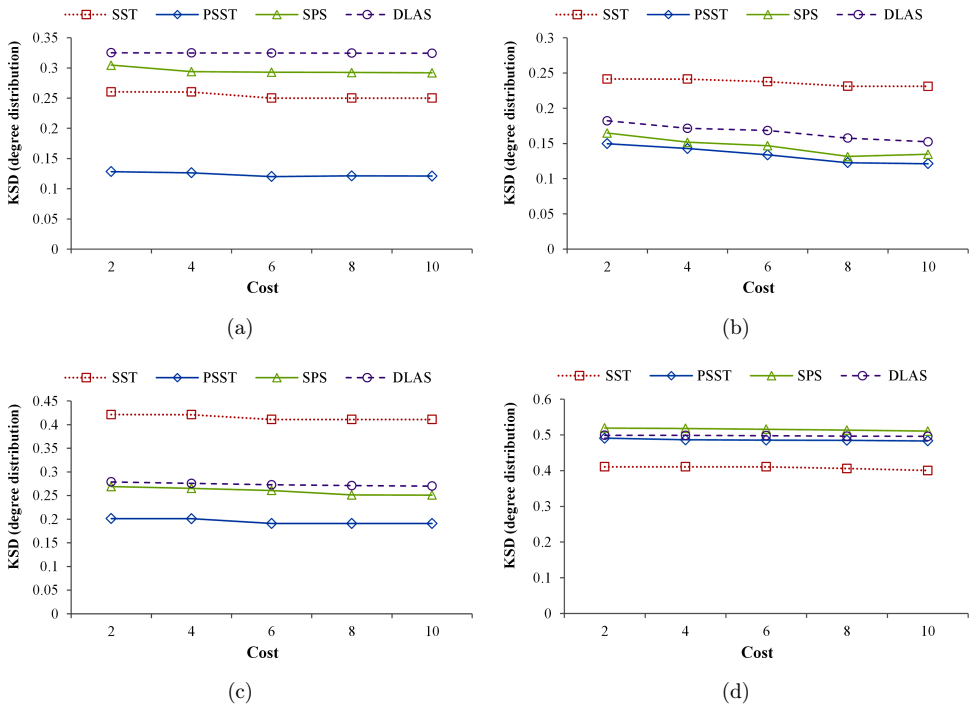 SST PSST SPS DLAS
KSD (degree distribution)
0.35
0.3
0.25
0.2
0.15
0.1
0.05
0
2 4 6 8 10
Cost
(a)
SST PSST SPS DLAS
KSD (degree distribution)
0.3
0.25
0.2
0.15
0.1
0.05
0
2 4 6 8 10
Cost
(b)
SST PSST SPS DLAS
KSD (degree distribution)
0.45
0.4
0.35
0.3
0.25
0.2
0.15
0.1
0.05
0
2 4 6 8 10
Cost
(c)
SST PSST SPS DLAS
KSD (degree distribution)
0.6
0.5
0.4
0.3
0.2
0.1
0
2 4 6 8 10
Cost
(d)